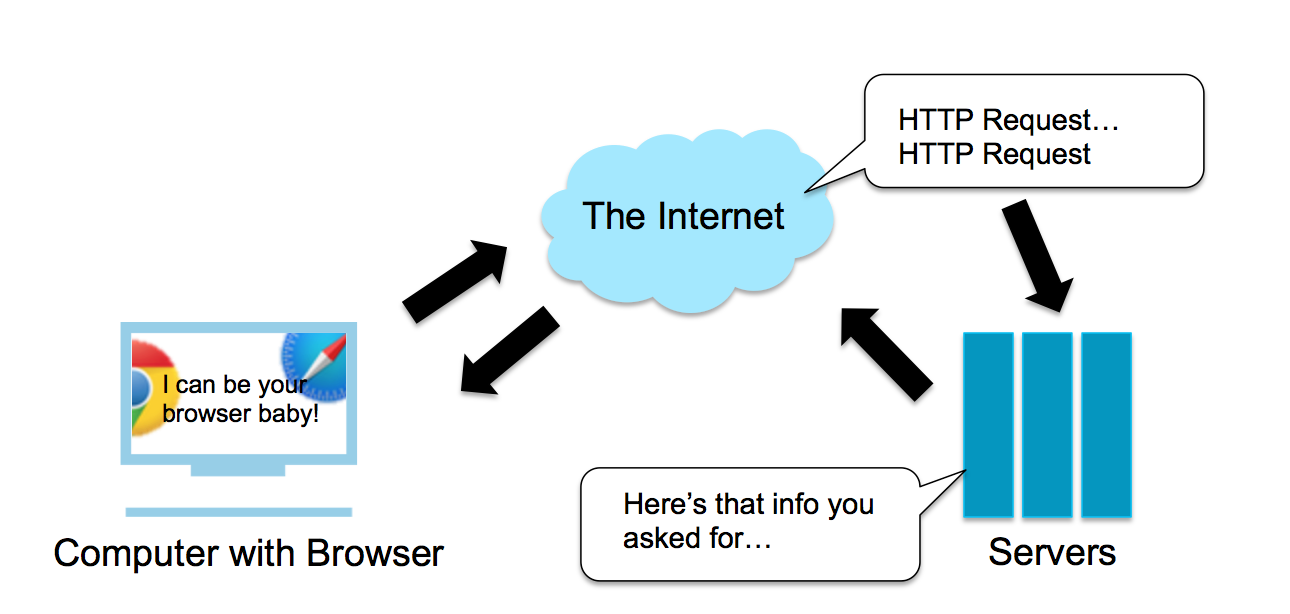 HTTP Request…
HTTP Request
The Internet
I can be your
browser baby!
Here’s that info you
asked for…
Computer with Browser
Servers